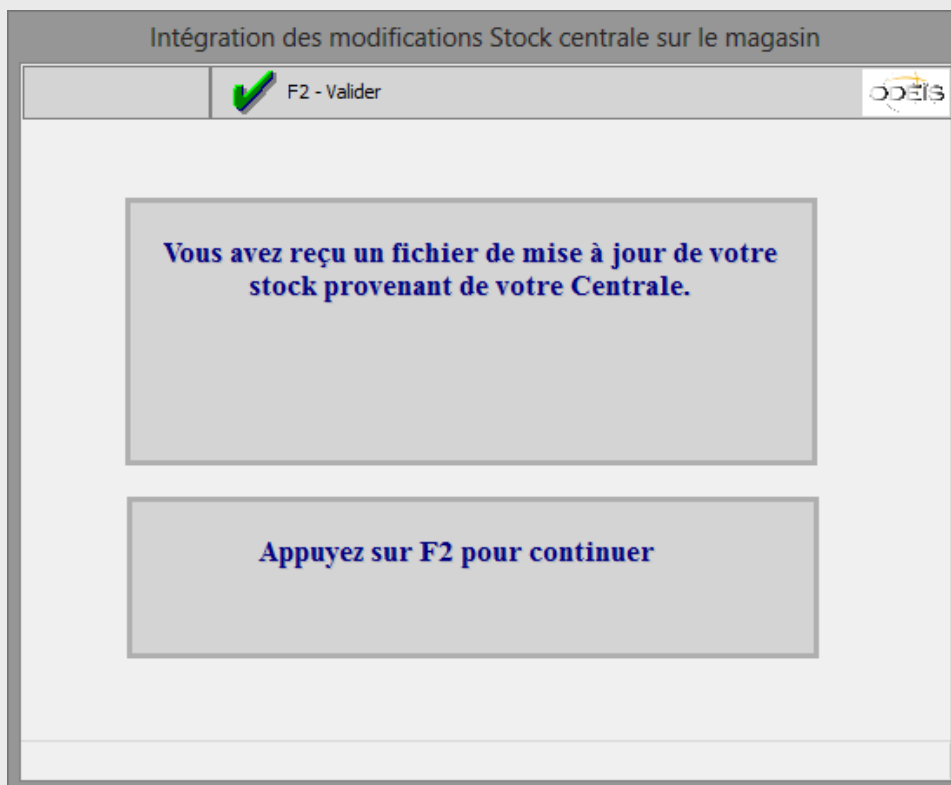 Intégration des modifications Stock centrale sur le magasin
F2 - Valider
ODEÏS
Vous avez reçu un fichier de mise à jour de votre
stock provenant de votre Centrale.
Appuyez sur F2 pour continuer